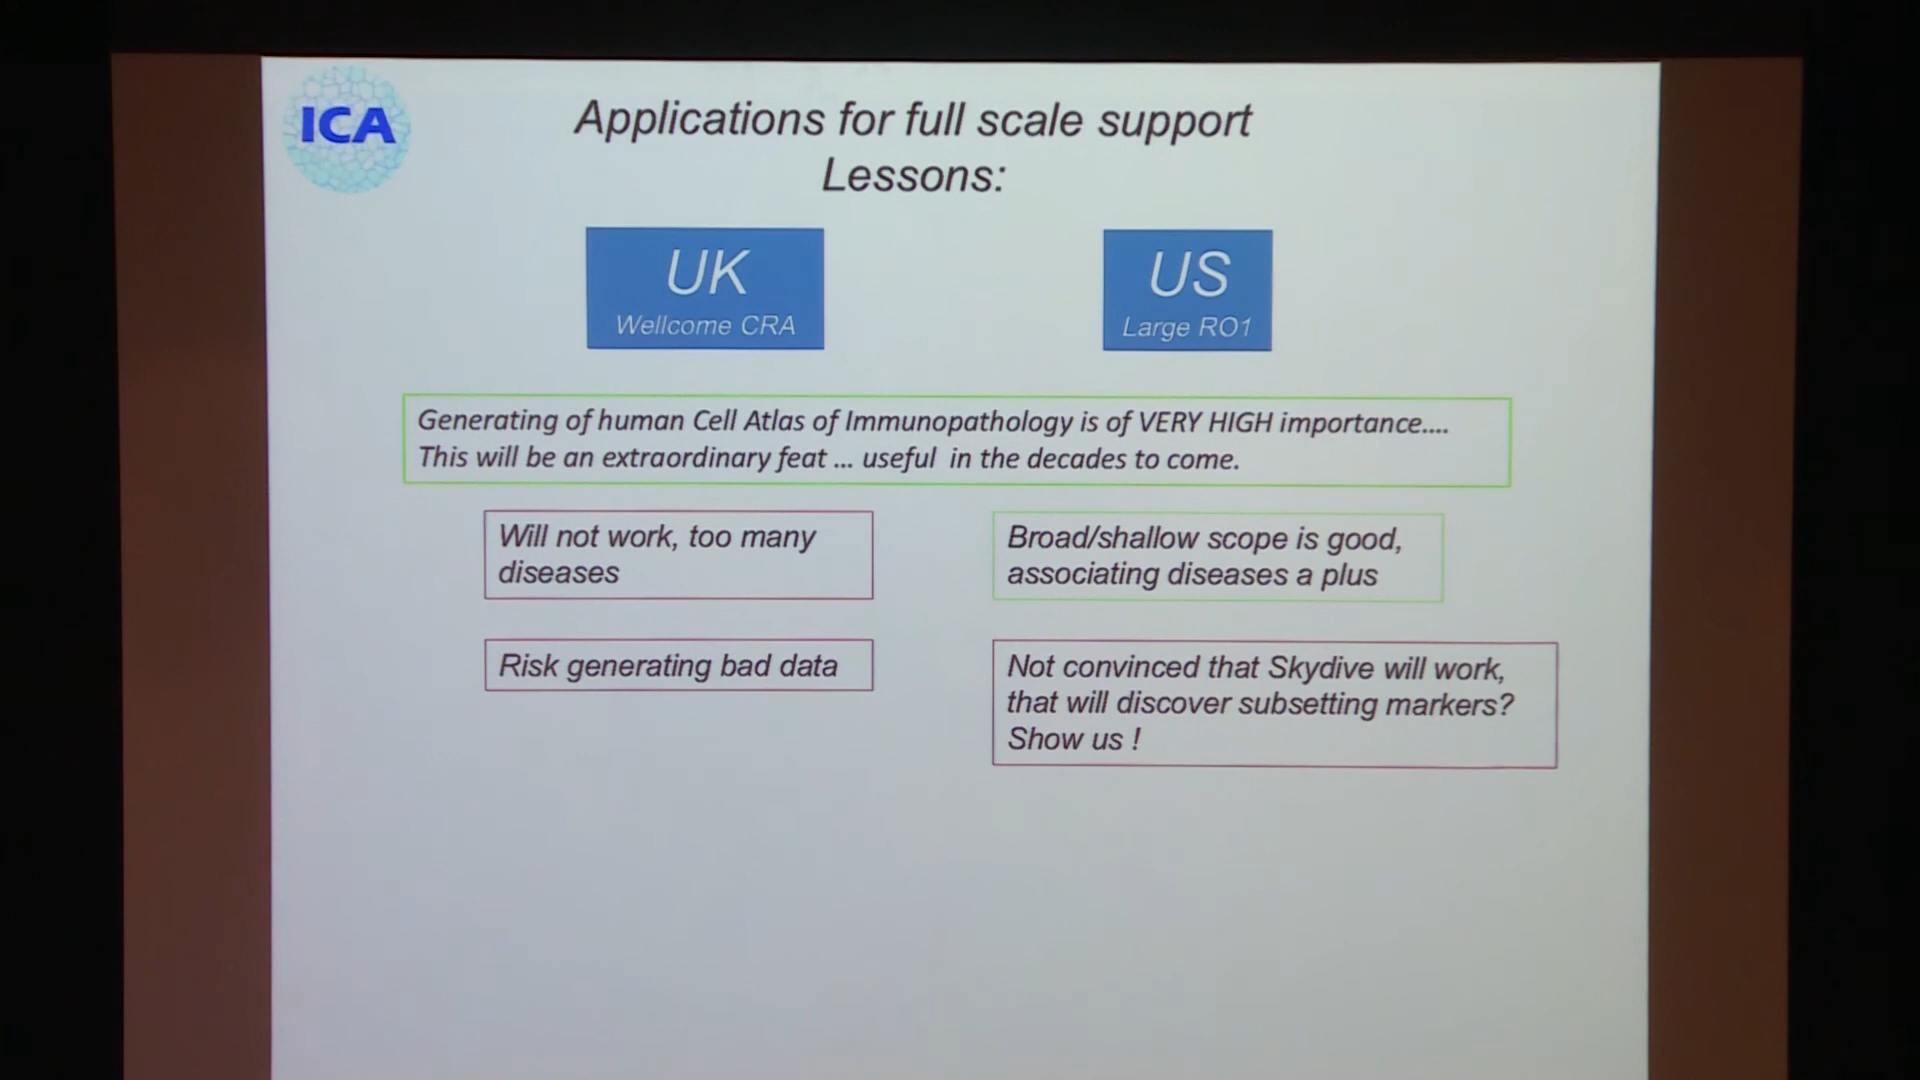 ICA
Applications for full scale support
Lessons:
UK
Wellcome CRA
US
Large RO1
Generating of human Cell Atlas of Immunopathology is of VERY HIGH importance....
This will be an extraordinary feat ... useful in the decades to come.
Will not work, too many
diseases
Broad/shallow scope is good,
associating diseases a plus
Risk generating bad data
Not convinced that Skydive will work,
that will discover subsetting markers?
Show us !